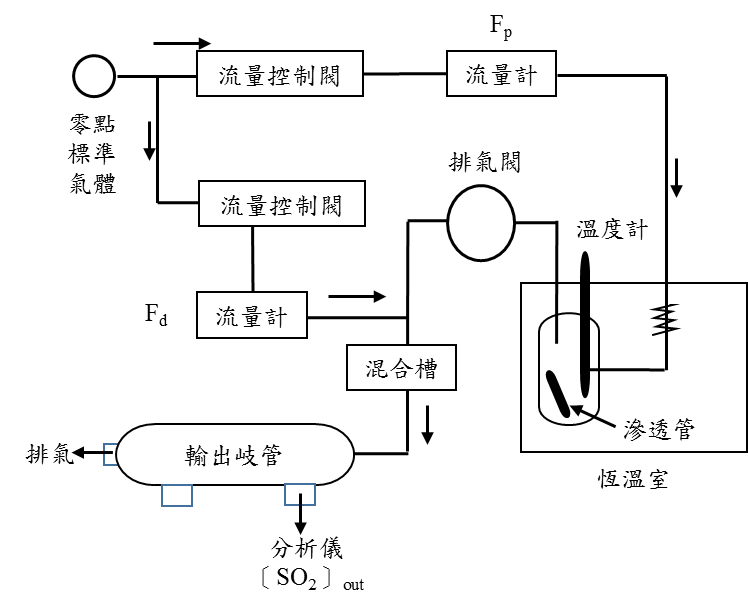 Fp
流量控制閥
流量計
零點
標準
氣體
排氣閥
流量控制閥
溫度計
Fd
流量計
混合槽
滲透管
排氣
輸出歧管
恆溫室
分析儀
〔SO2〕out